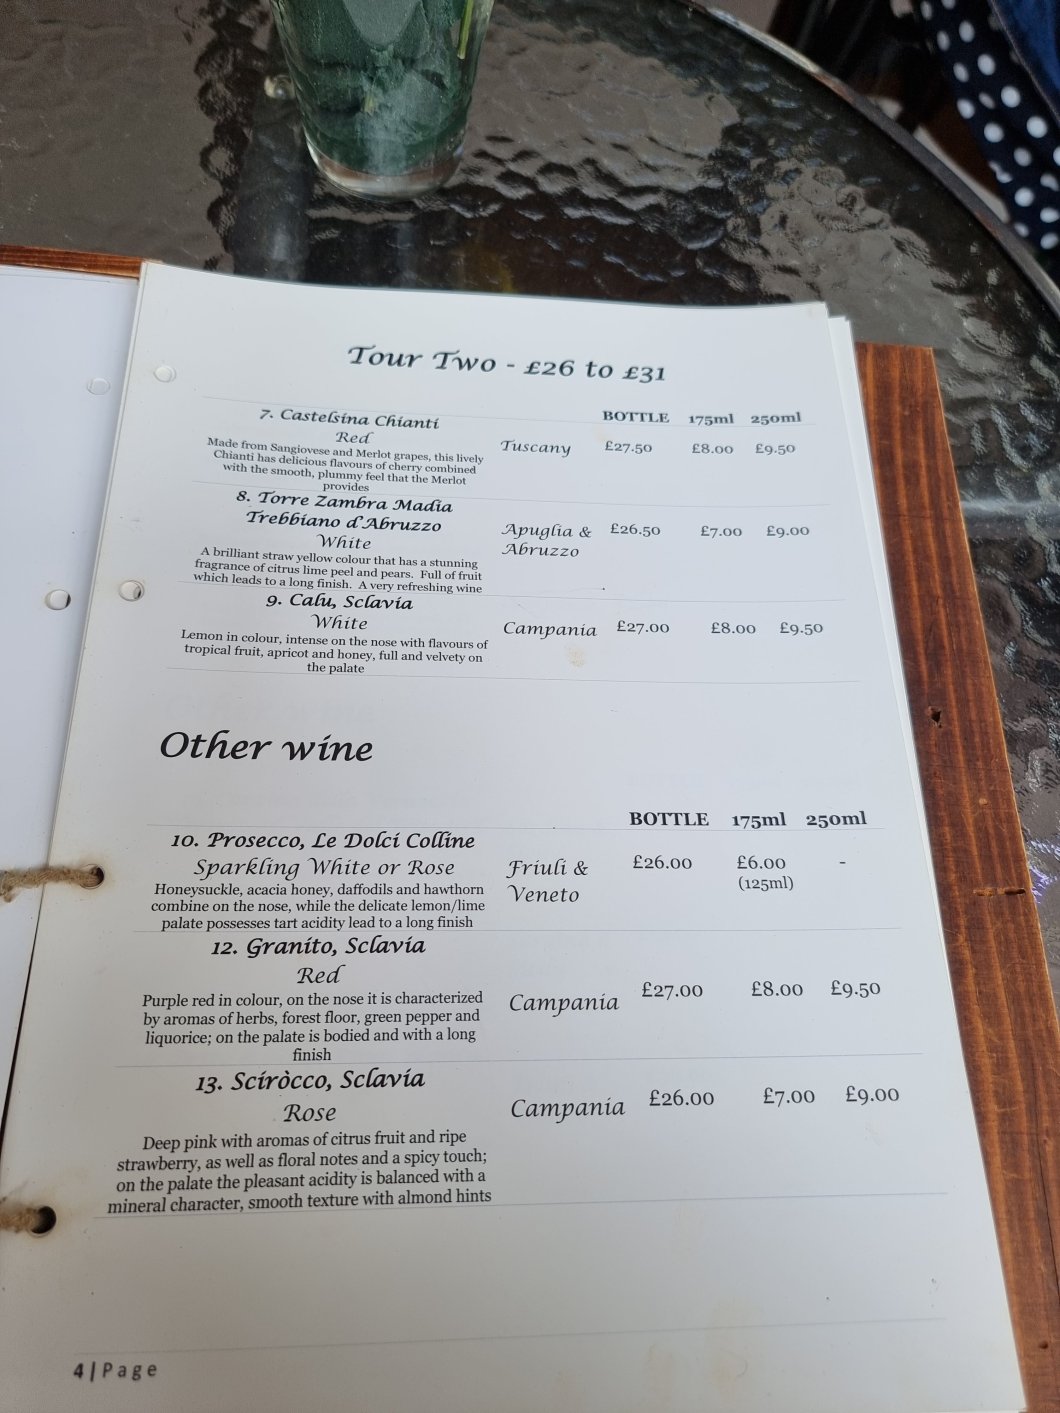 Tour Two - £26 to £31
BOTTLE 175ml 250ml
7. Castelsina Chianti
Red
Tuscany £27.50 £8.00 £9.50
Made from Sangiovese and Merlot grapes, this lively
Chianti has delicious flavours of cherry combined
with the smooth, plummy feel that the Merlot
provides
8. Torre Zambra Madia
Trebbiano d'Abruzzo
White
Apuglia & £26.50 £7.00 £9.00
Abruzzo
A brilliant straw yellow colour that has a stunning
fragrance of citrus lime peel and pears. Full of fruit
which leads to a long finish. A very refreshing wine
9. Calu, Sclavia
White
Campania £27.00 £8.00 £9.50
Lemon in colour, intense on the nose with flavours of
tropical fruit, apricot and honey, full and velvety on
the palate
Other wine
BOTTLE 175ml 250ml
10. Prosecco, Le Dolci Colline
Sparkling White or Rose
Friuli & £26.00 £6.00 -
Veneto (125ml)
Honeysuckle, acacia honey, daffodils and hawthorn
combine on the nose, while the delicate lemon/lime
palate possesses tart acidity lead to a long finish
12. Granito, Sclavia
Red
Campania £27.00 £8.00 £9.50
Purple red in colour, on the nose it is characterized
by aromas of herbs, forest floor, green pepper and
liquorice; on the palate is bodied and with a long
finish
13. Sciròcco, Sclavia
Rose
Campania £26.00 £7.00 £9.00
Deep pink with aromas of citrus fruit and ripe
strawberry, as well as floral notes and a spicy touch;
on the palate the pleasant acidity is balanced with a
mineral character, smooth texture with almond hints
4 | Page